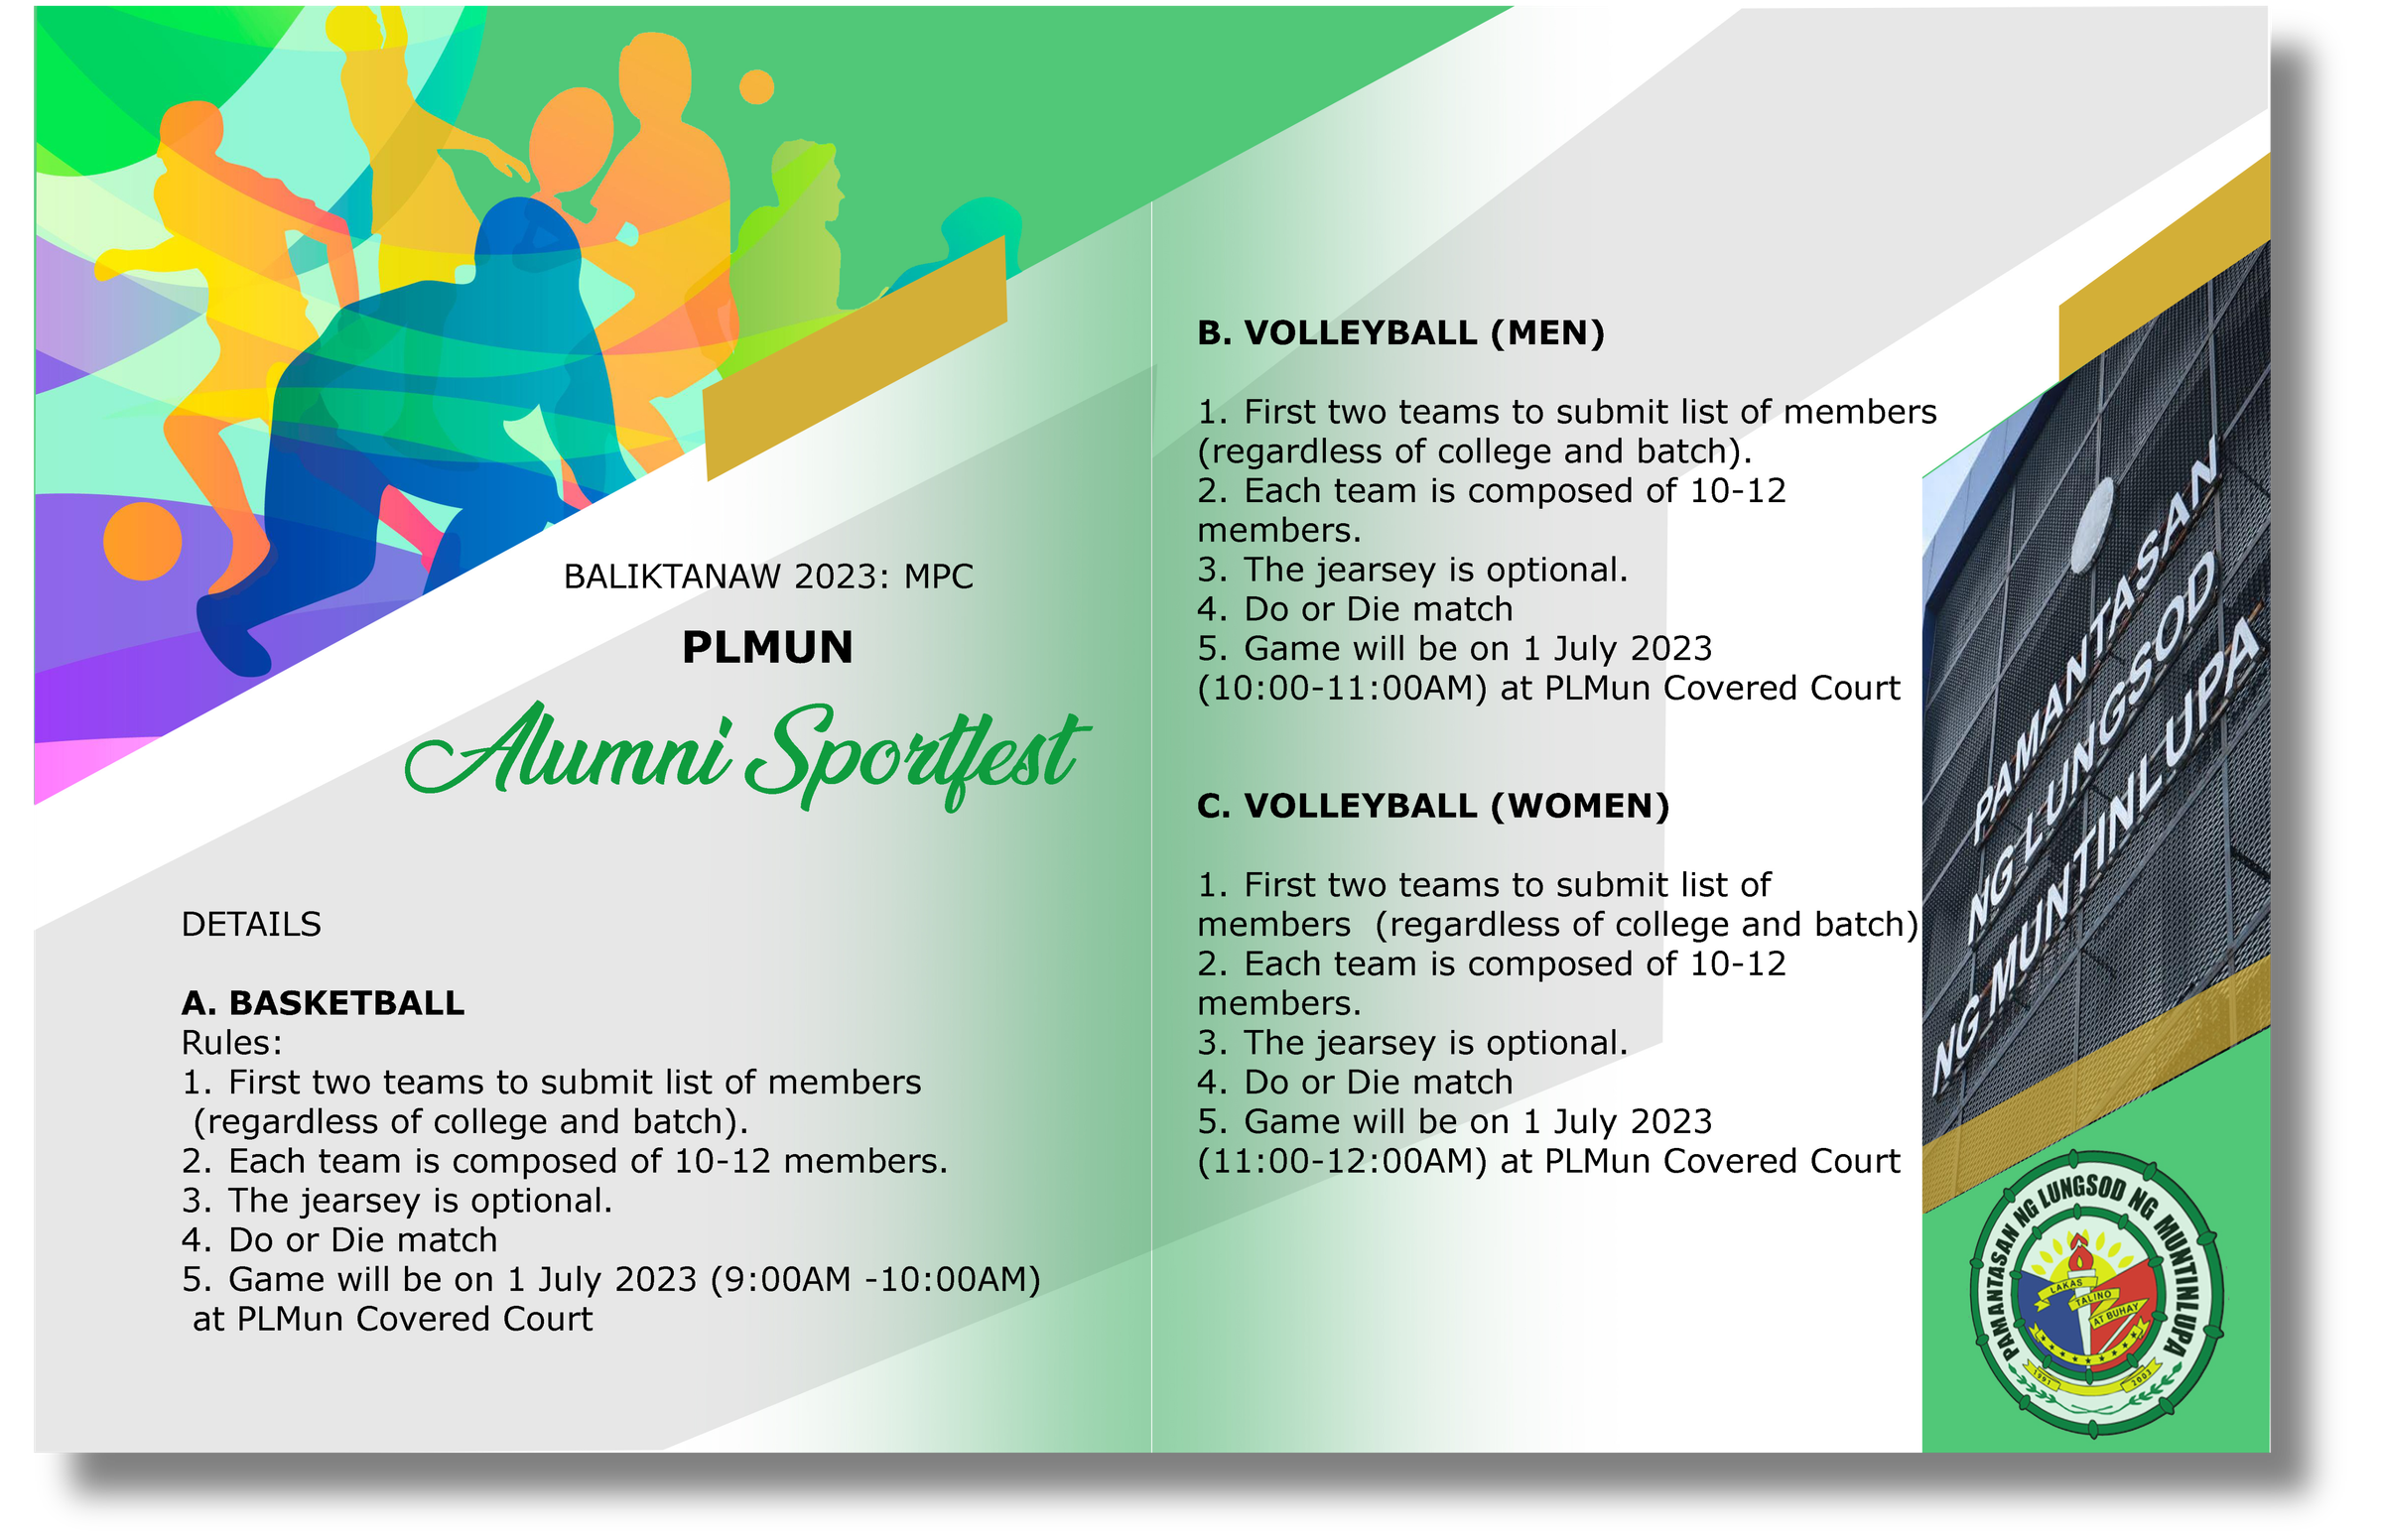 BALIKTANAW 2023: MPC
PLMUN
Alumni Sportfest
DETAILS
A. BASKETBALL
Rules:
1. First two teams to submit list of members
(regardless of college and batch).
2. Each team is composed of 10-12 members.
3. The jearsey is optional.
4. Do or Die match
5. Game will be on 1 July 2023 (9:00AM -10:00AM)
at PLMun Covered Court
B. VOLLEYBALL (MEN)
1. First two teams to submit list of members
(regardless of college and batch).
2. Each team is composed of 10-12
members.
3. The jearsey is optional.
4. Do or Die match
5. Game will be on 1 July 2023
(10:00-11:00AM) at PLMun Covered Court
C. VOLLEYBALL (WOMEN)
1. First two teams to submit list of
members (regardless of college and batch)
2. Each team is composed of 10-12
members.
3. The jearsey is optional.
4. Do or Die match
5. Game will be on 1 July 2023
(11:00-12:00AM) at PLMun Covered Court
PAMANTASAN
NG LUNGSOD
NG MUNTINLUPA
PAMANTASAN NG LUNGSOD NG MUNTINLUPA
LAKAS
TALINO
AT BUHAY
1991
2003